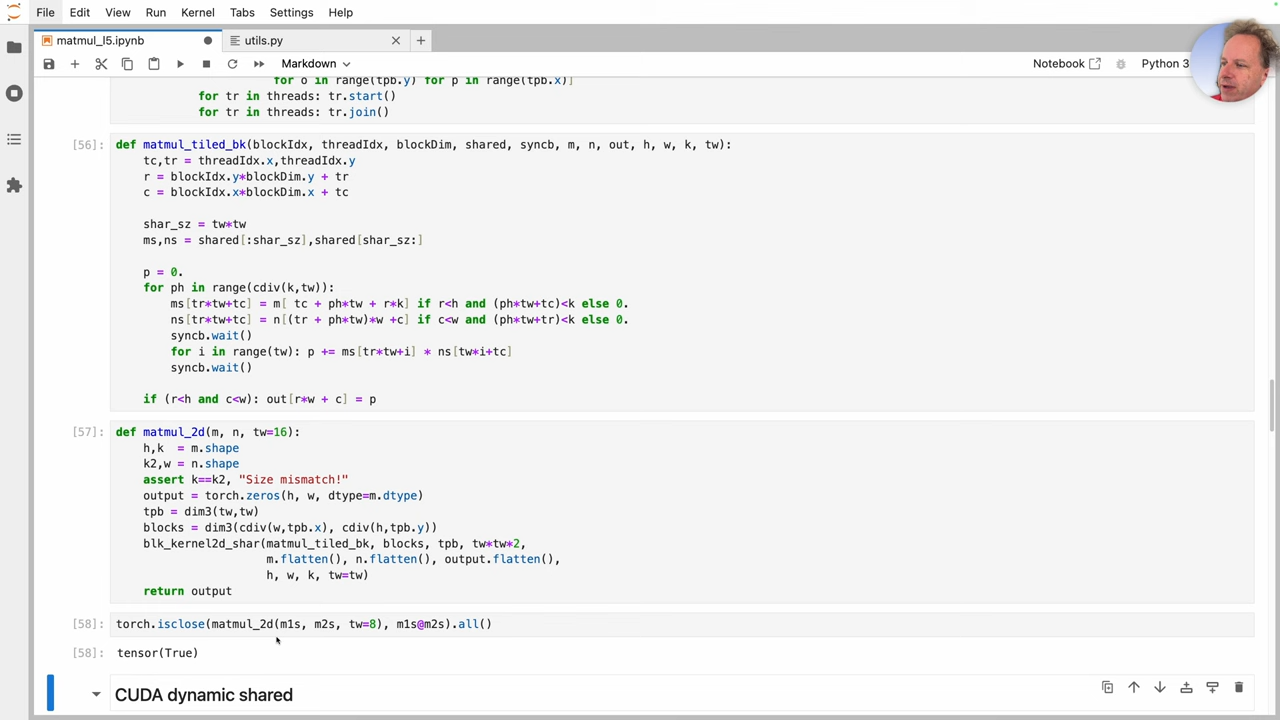 File Edit View Run Kernel Tabs Settings Help
matmul_l5.ipynb utils.py
Markdown Notebook Python 3
for o in range(tpb.y) for p in range(tpb.x)]
for tr in threads: tr.start()
for tr in threads: tr.join()
[56]: def matmul_tiled_bk(blockIdx, threadIdx, blockDim, shared, syncb, m, n, out, h, w, k, tw):
tc,tr = threadIdx.x,threadIdx.y
r = blockIdx.y*blockDim.y + tr
c = blockIdx.x*blockDim.x + tc
shar_sz = tw*tw
ms,ns = shared[:shar_sz],shared[shar_sz:]
p = 0.
for ph in range(cdiv(k,tw)):
ms[tr*tw+tc] = m[ tc + ph*tw + r*k] if r<h and (ph*tw+tc)<k else 0.
ns[tr*tw+tc] = n[(tr + ph*tw)*w +c] if c<w and (ph*tw+tr)<k else 0.
syncb.wait()
for i in range(tw): p += ms[tr*tw+i] * ns[tw*i+tc]
syncb.wait()
if (r<h and c<w): out[r*w + c] = p
[57]: def matmul_2d(m, n, tw=16):
h,k  = m.shape
k2,w = n.shape
assert k==k2, "Size mismatch!"
output = torch.zeros(h, w, dtype=m.dtype)
tpb = dim3(tw,tw)
blocks = dim3(cdiv(w,tpb.x), cdiv(h,tpb.y))
blk_kernel2d_shar(matmul_tiled_bk, blocks, tpb, tw*tw*2,
m.flatten(), n.flatten(), output.flatten(),
h, w, k, tw=tw)
return output
[58]: torch.isclose(matmul_2d(m1s, m2s, tw=8), m1s@m2s).all()
[58]: tensor(True)
CUDA dynamic shared